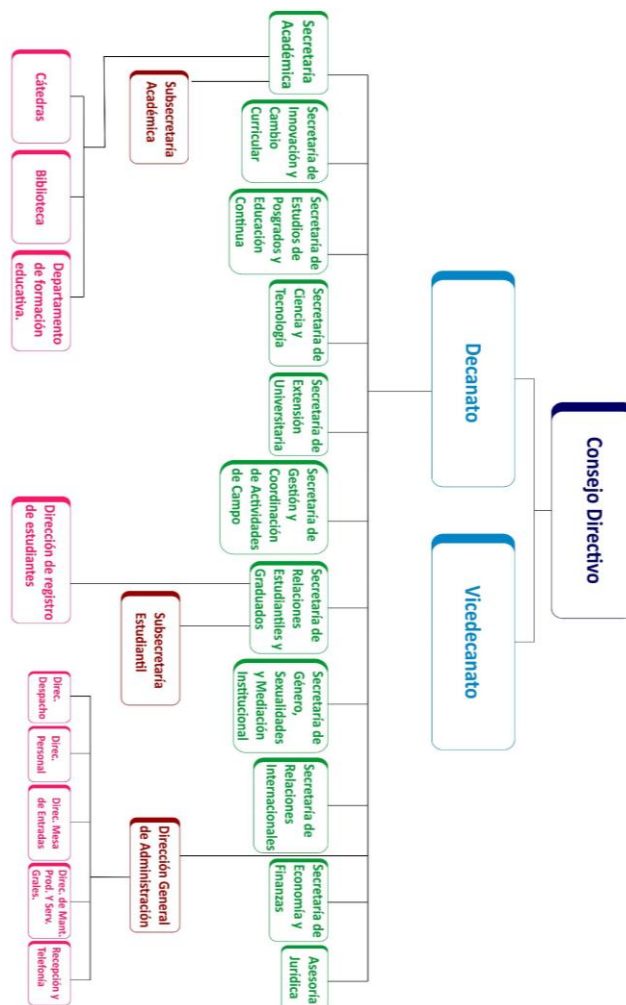 Consejo Directivo
Decanato
Vicedecanato
Secretaría
Académica
Secretaría de
Innovación y
Cambio
Curricular
Secretaría de
Estudios de
Posgrados y
Educación
Continua
Secretaría de
Ciencia y
Tecnología
Secretaría de
Extensión
Universitaria
Secretaría de
Gestión y
Coordinación
de Actividades
de Campo
Secretaría de
Relaciones
Estudiantiles y
Graduados
Secretaría de
Género,
Sexualidades
y Mediación
Institucional
Secretaría de
Relaciones
Internacionales
Secretaría de
Economía y
Finanzas
Asesoría
Jurídica
Subsecretaría
Académica
Subsecretaría
Estudiantil
Dirección General
de Administración
Cátedras
Biblioteca
Departamento
de formación
educativa.
Dirección de registro
de estudiantes
Direc.
Despacho
Direc.
Personal
Direc. Mesa
de Entradas
Direc. de Mant.
Prod. Y Serv.
Grales.
Recepción y
Telefonía